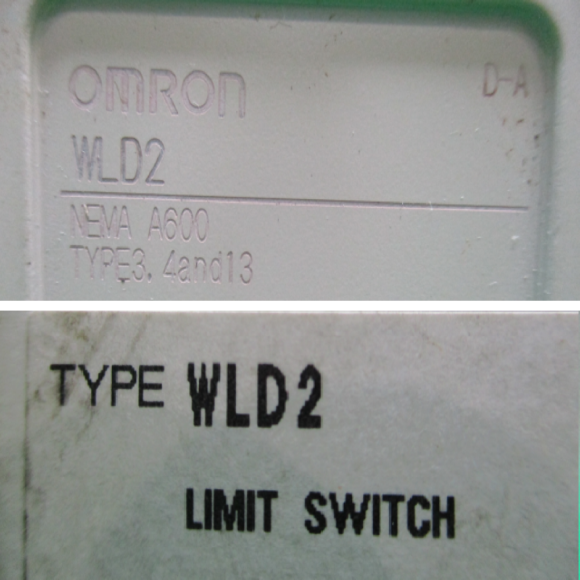 OMRON
D-A
WLD2
NEMA A600
TYPE3. 4and13
TYPE WLD2
LIMIT SWITCH